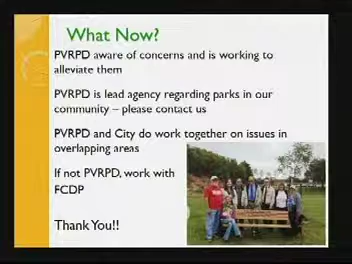 What Now?
PVRPD aware of concerns and is working to
alleviate them
PVRPD is lead agency regarding parks in our
community – please contact us
PVRPD and City do work together on issues in
overlapping areas
If not PVRPD, work with
FCDP
Thank You!!